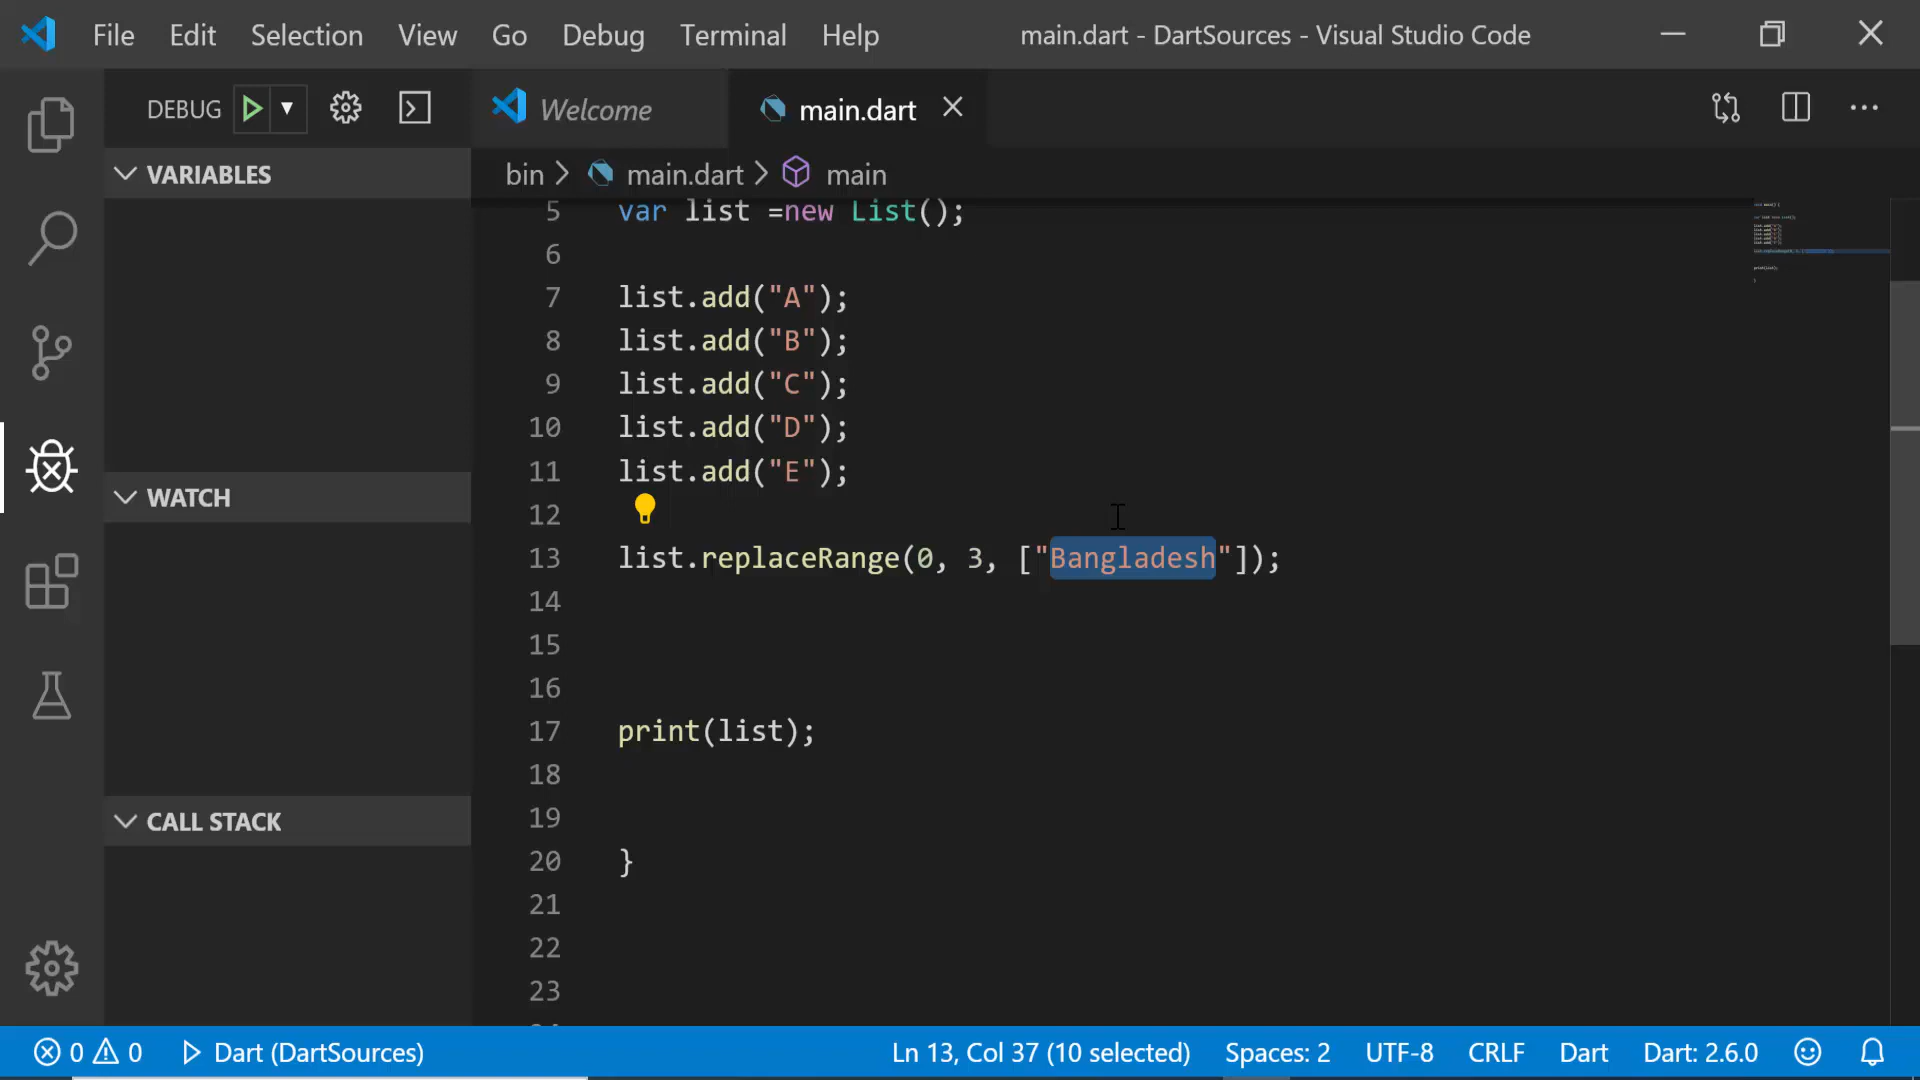 File Edit Selection View Go Debug Terminal Help main.dart - DartSources - Visual Studio Code
DEBUG
Welcome main.dart
VARIABLES
bin > main.dart > main
5 var list =new List();
6
7 list.add("A");
8 list.add("B");
9 list.add("C");
10 list.add("D");
11 list.add("E");
WATCH
12
13 list.replaceRange(0, 3, ["Bangladesh"]);
14
15
16
17 print(list);
18
CALL STACK
19
20 }
21
22
23
0 0 Dart (DartSources) Ln 13, Col 37 (10 selected) Spaces: 2 UTF-8 CRLF Dart Dart: 2.6.0